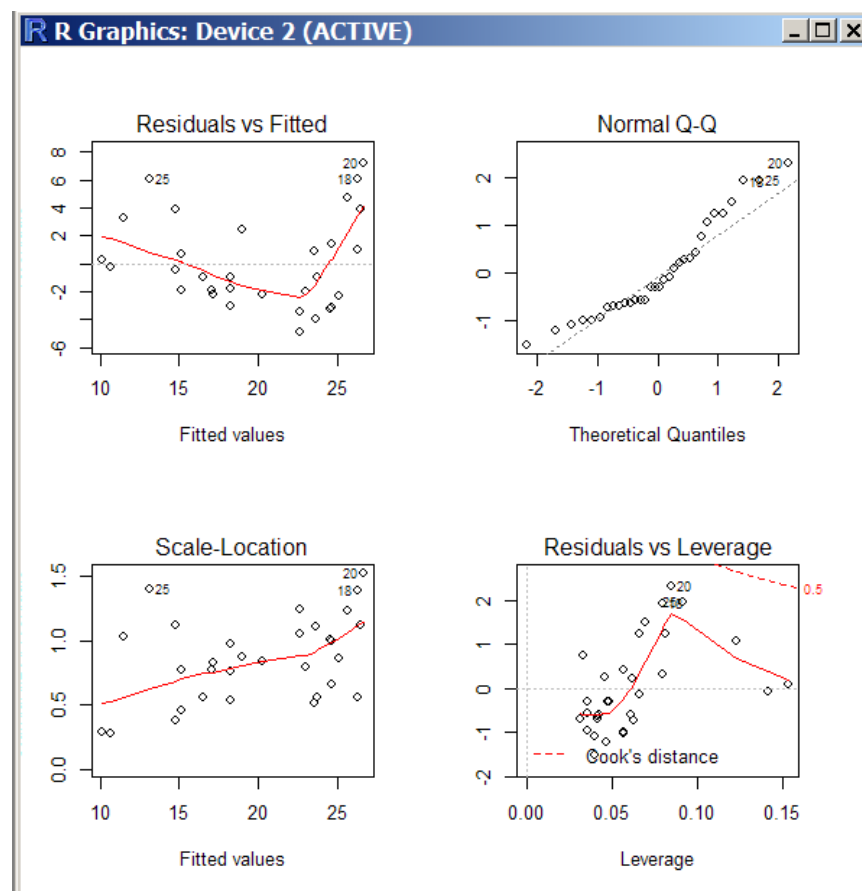 R Graphics: Device 2 (ACTIVE)
Residuals vs Fitted
8
6
4
2
-2
-6
25
20
18
10 15 20 25
Fitted values
Normal Q-Q
2
1
0
-1
20
25
-2 -1 0 1 2
Theoretical Quantiles
Scale-Location
1.5
1.0
0.5
0.0
25
20
18
10 15 20 25
Fitted values
Residuals vs Leverage
2
1
0
-1
-2
20
0.5
Cook's distance
0.00 0.05 0.10 0.15
Leverage